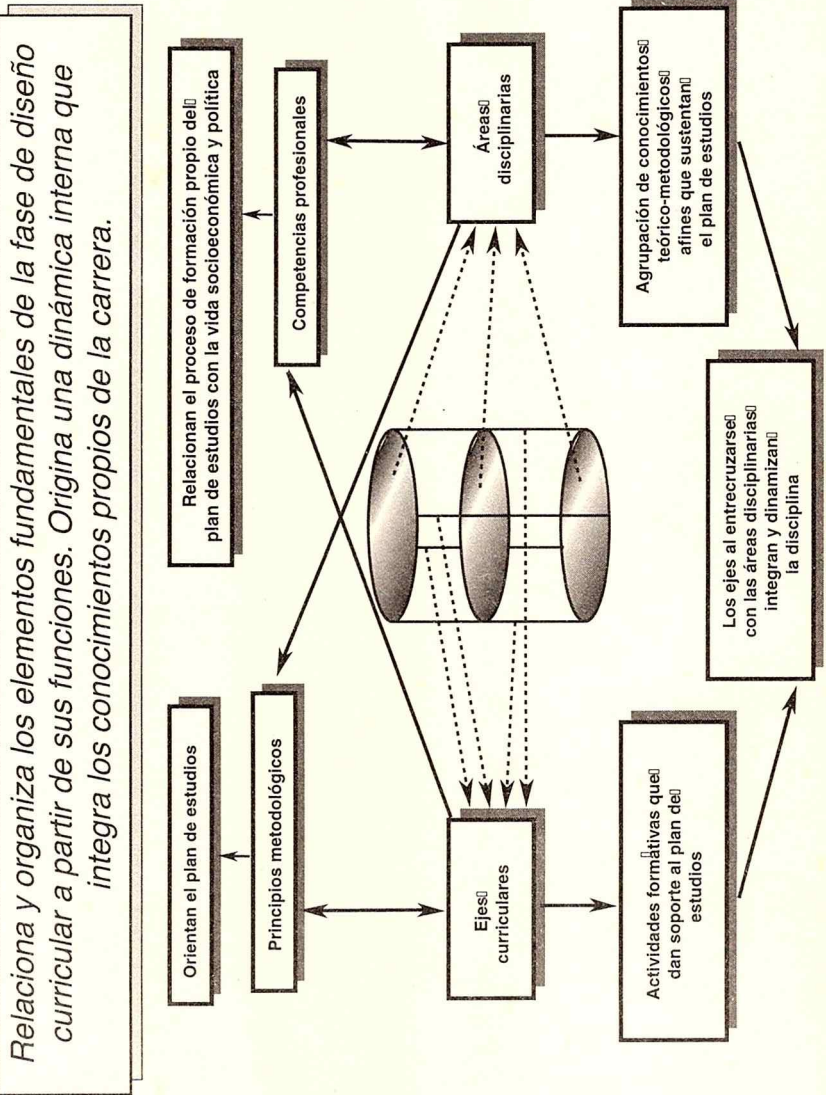 Relaciona y organiza los elementos fundamentales de la fase de diseño
curricular a partir de sus funciones. Origina una dinámica interna que
integra los conocimientos propios de la carrera.
Orientan el plan de estudios
Relacionan el proceso de formación propio del
plan de estudios con la vida socioeconómica y política
Principios metodológicos
Competencias profesionales
Ejes
curriculares
Áreas
disciplinarias
Actividades formativas que
dan soporte al plan de
estudios
Agrupación de conocimientos
teórico-metodológicos
afines que sustentan
el plan de estudios
Los ejes al entrecruzarse
con las áreas disciplinarias
integran y dinamizan
la disciplina